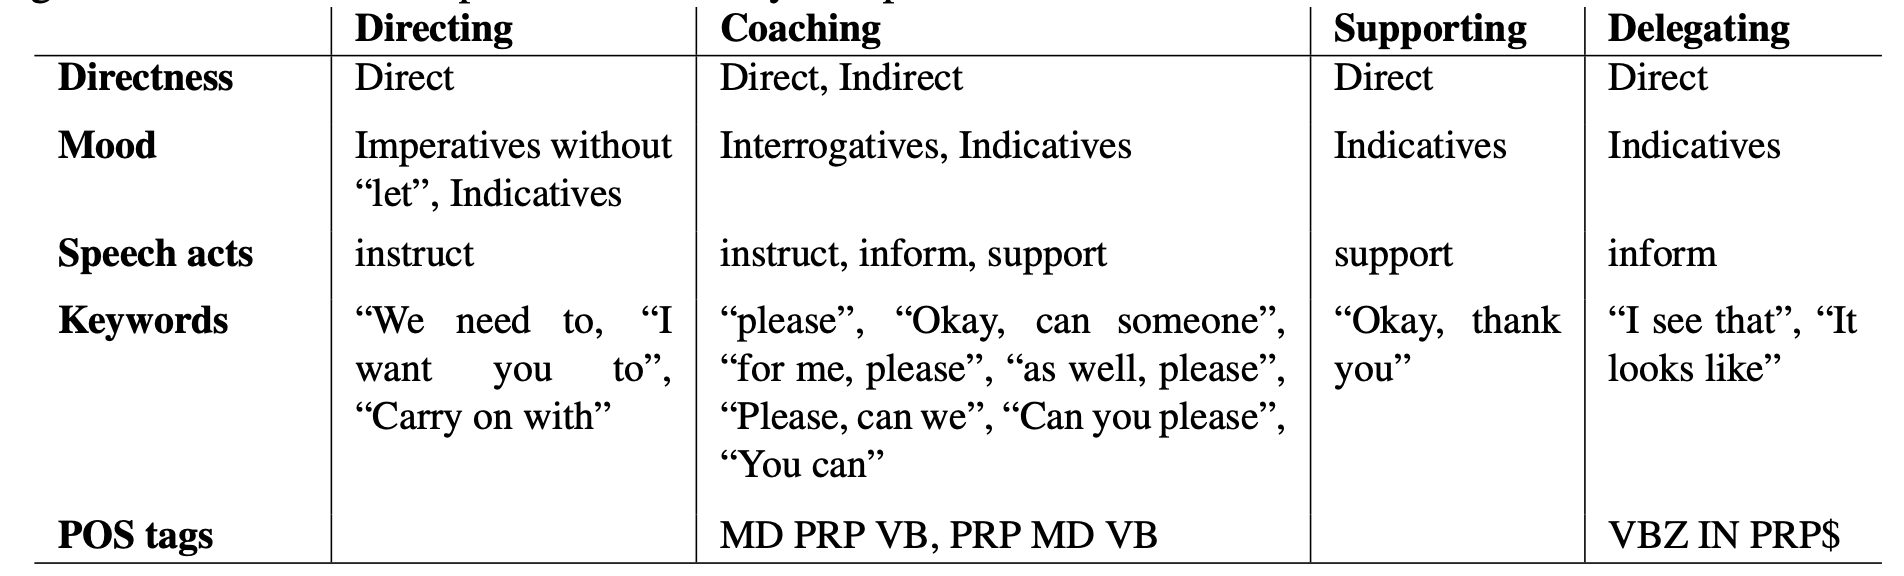 Directing Coaching Supporting Delegating
Directness Direct Direct, Indirect Direct Direct
Mood Imperatives without Interrogatives, Indicatives Indicatives Indicatives
“let”, Indicatives
Speech acts instruct instruct, inform, support support inform
Keywords “We need to, “I “please”, “Okay, can someone”, “Okay, thank “I see that”, “It
want you to”, “for me, please”, “as well, please”, you” looks like”
“Carry on with” “Please, can we”, “Can you please”,
“You can”
POS tags MD PRP VB, PRP MD VB VBZ IN PRP$